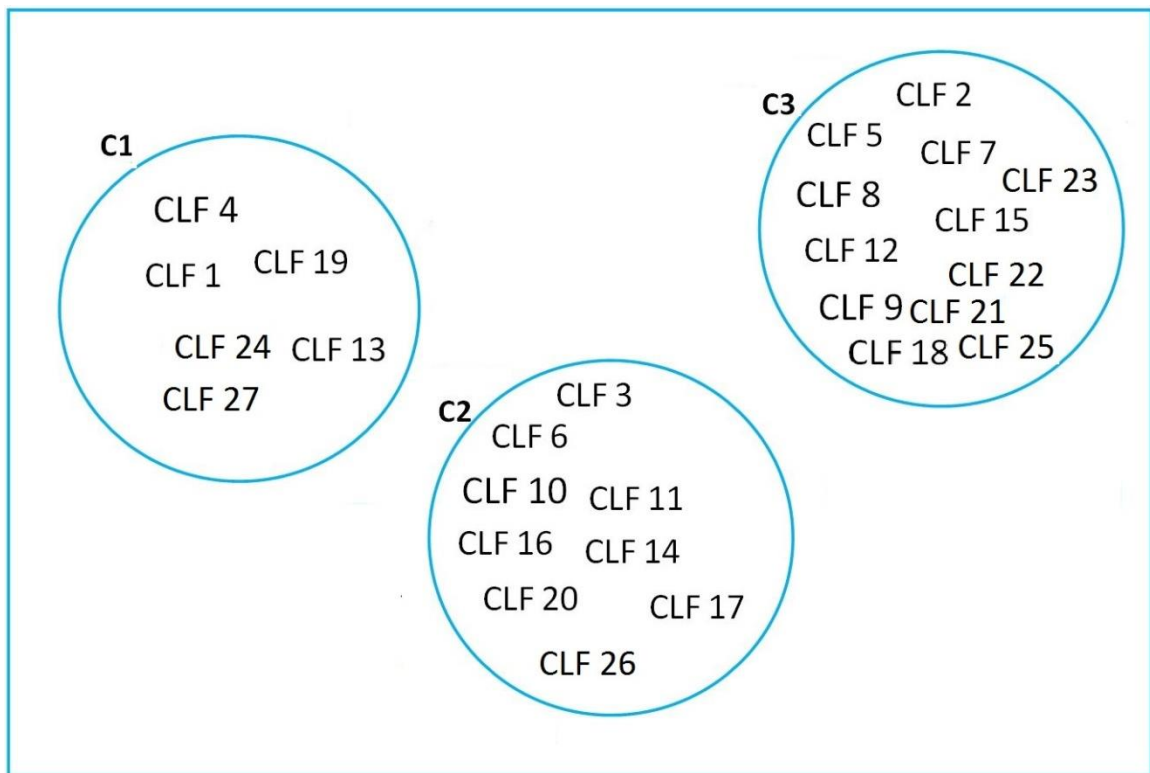 C1
CLF 4
CLF 1
CLF 19
CLF 24
CLF 13
CLF 27
C2
CLF 3
CLF 6
CLF 10
CLF 11
CLF 16
CLF 14
CLF 20
CLF 17
CLF 26
C3
CLF 2
CLF 5
CLF 7
CLF 23
CLF 8
CLF 15
CLF 12
CLF 22
CLF 9
CLF 21
CLF 18
CLF 25